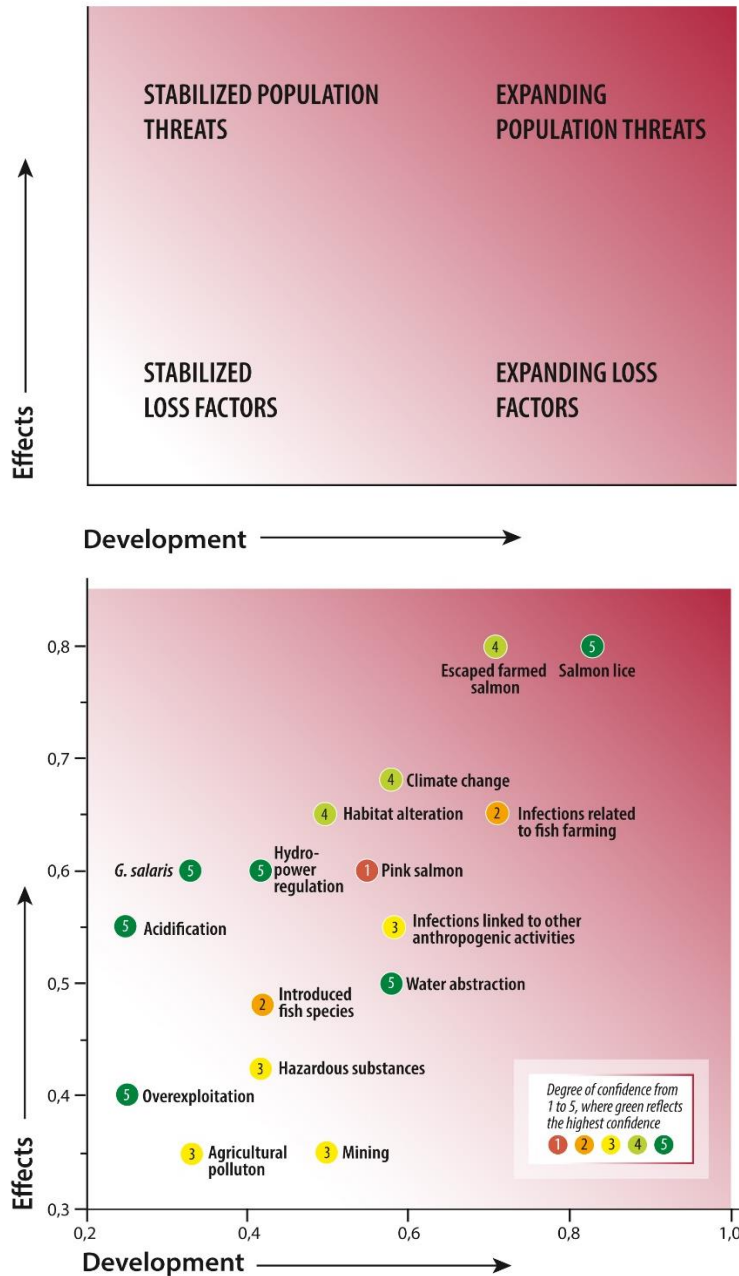 STABILIZED POPULATION
THREATS
EXPANDING
POPULATION THREATS
STABILIZED
LOSS FACTORS
EXPANDING LOSS
FACTORS
Effects
Development
0,8
4
5
Escaped farmed
salmon
Salmon lice
0,7
4
Climate change
4
Habitat alteration
2
Infections related
to fish farming
0,6
G. salaris
5
5
Hydro-
power
regulation
1
Pink salmon
5
Acidification
3
Infections linked to other
anthropogenic activities
0,5
5
Water abstraction
2
Introduced
fish species
3
Hazardous substances
0,4
5
Overexploitation
3
Agricultural
polluton
3
Mining
Degree of confidence from
1 to 5, where green reflects
the highest confidence
1 2 3 4 5
0,3
0,2 0,4 0,6 0,8 1,0
Effects
Development